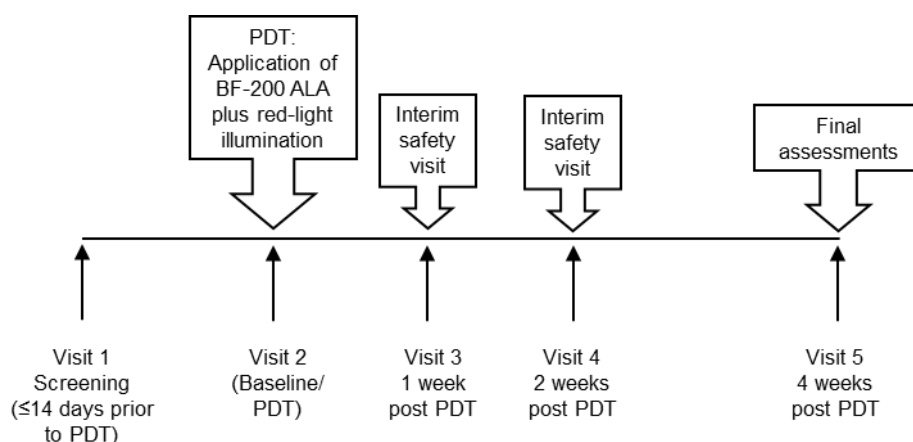 PDT:
Application of
BF-200 ALA
plus red-light
illumination
Interim
safety
visit
Interim
safety
visit
Final
assessments
Visit 1
Screening
(≤14 days prior
to PDT)
Visit 2
(Baseline/
PDT)
Visit 3
1 week
post PDT
Visit 4
2 weeks
post PDT
Visit 5
4 weeks
post PDT